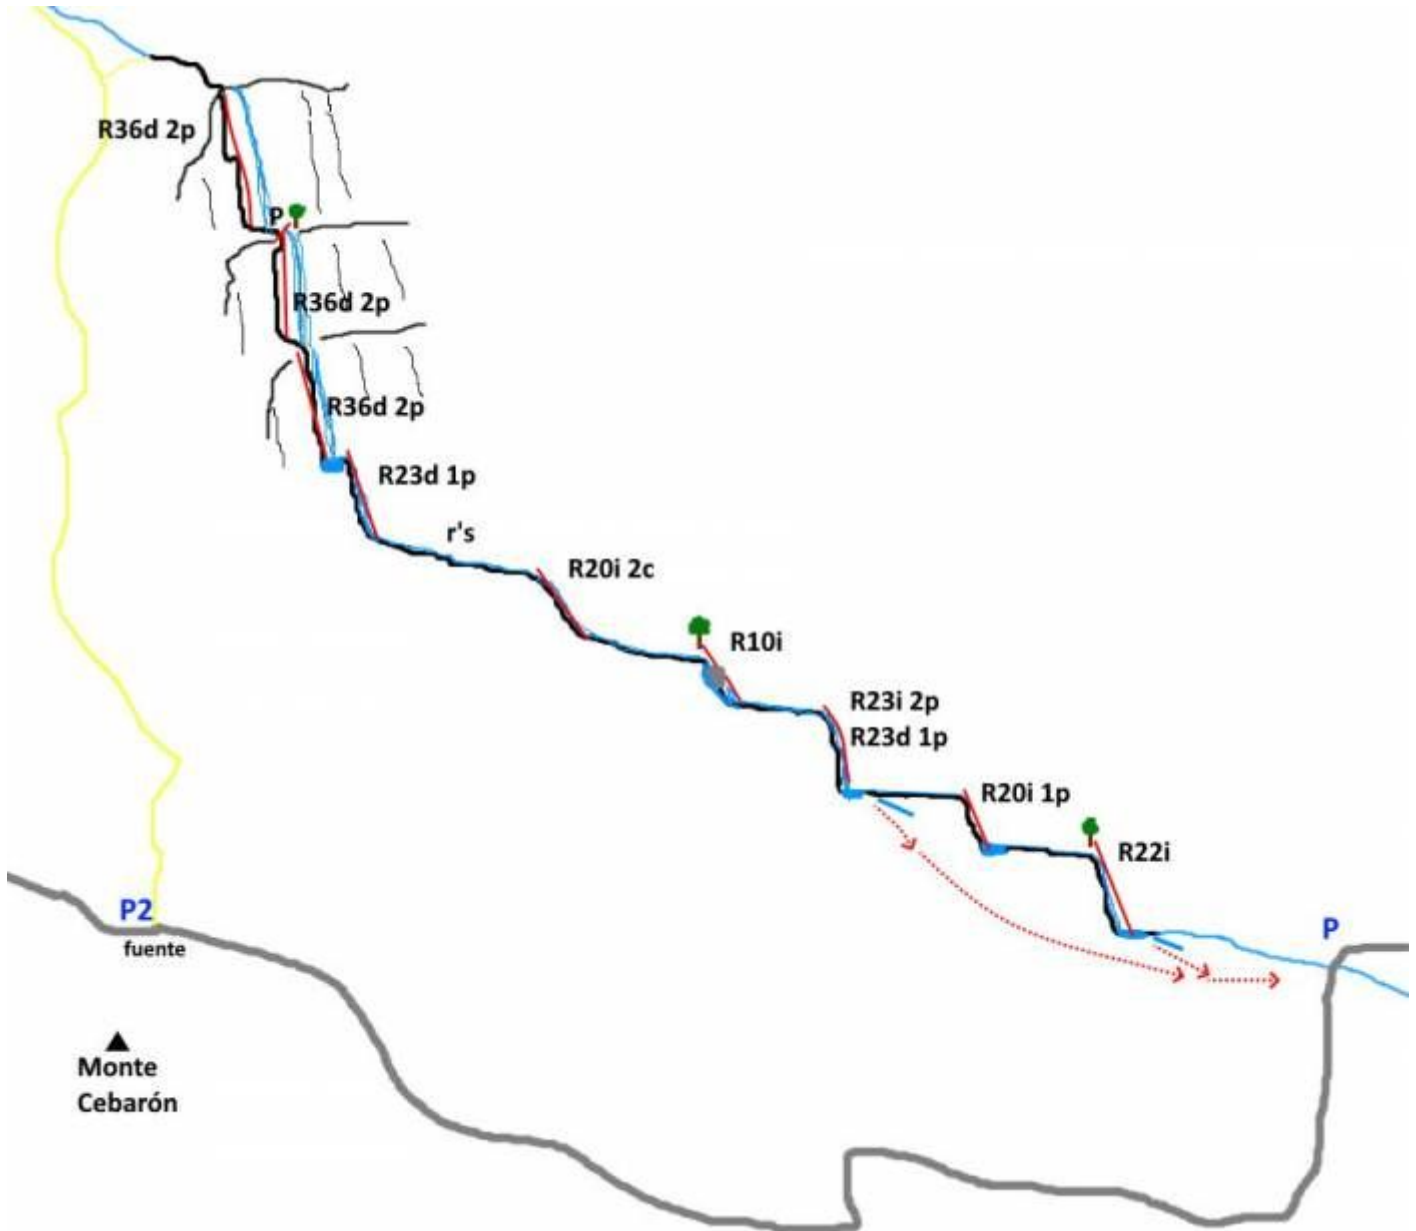 R36d 2p
P
R36d 2p
R36d 2p
R23d 1p
r's
R20i 2c
R10i
R23i 2p
R23d 1p
R20i 1p
R22i
P2
fuente
P
Monte
Cebarón